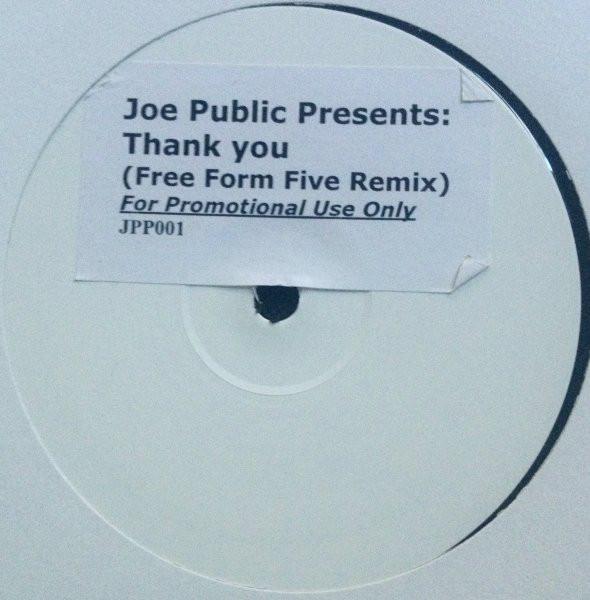 Joe Public Presents:
Thank you
(Free Form Five Remix)
For Promotional Use Only
JPP001